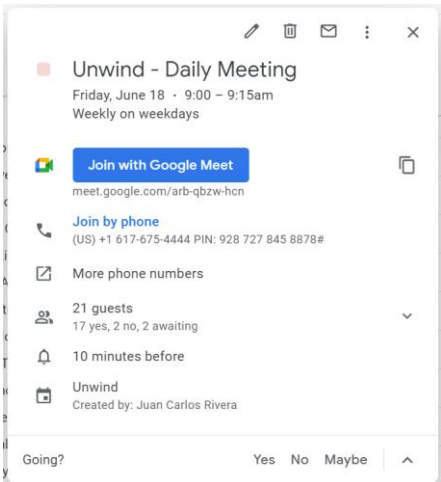 Unwind - Daily Meeting
Friday, June 18 · 9:00 – 9:15am
Weekly on weekdays
Join with Google Meet
meet.google.com/arb-qbzw-hcn
Join by phone
(US) +1 617-675-4444 PIN: 928 727 845 8878#
More phone numbers
21 guests
17 yes, 2 no, 2 awaiting
10 minutes before
Unwind
Created by: Juan Carlos Rivera
Going? Yes No Maybe